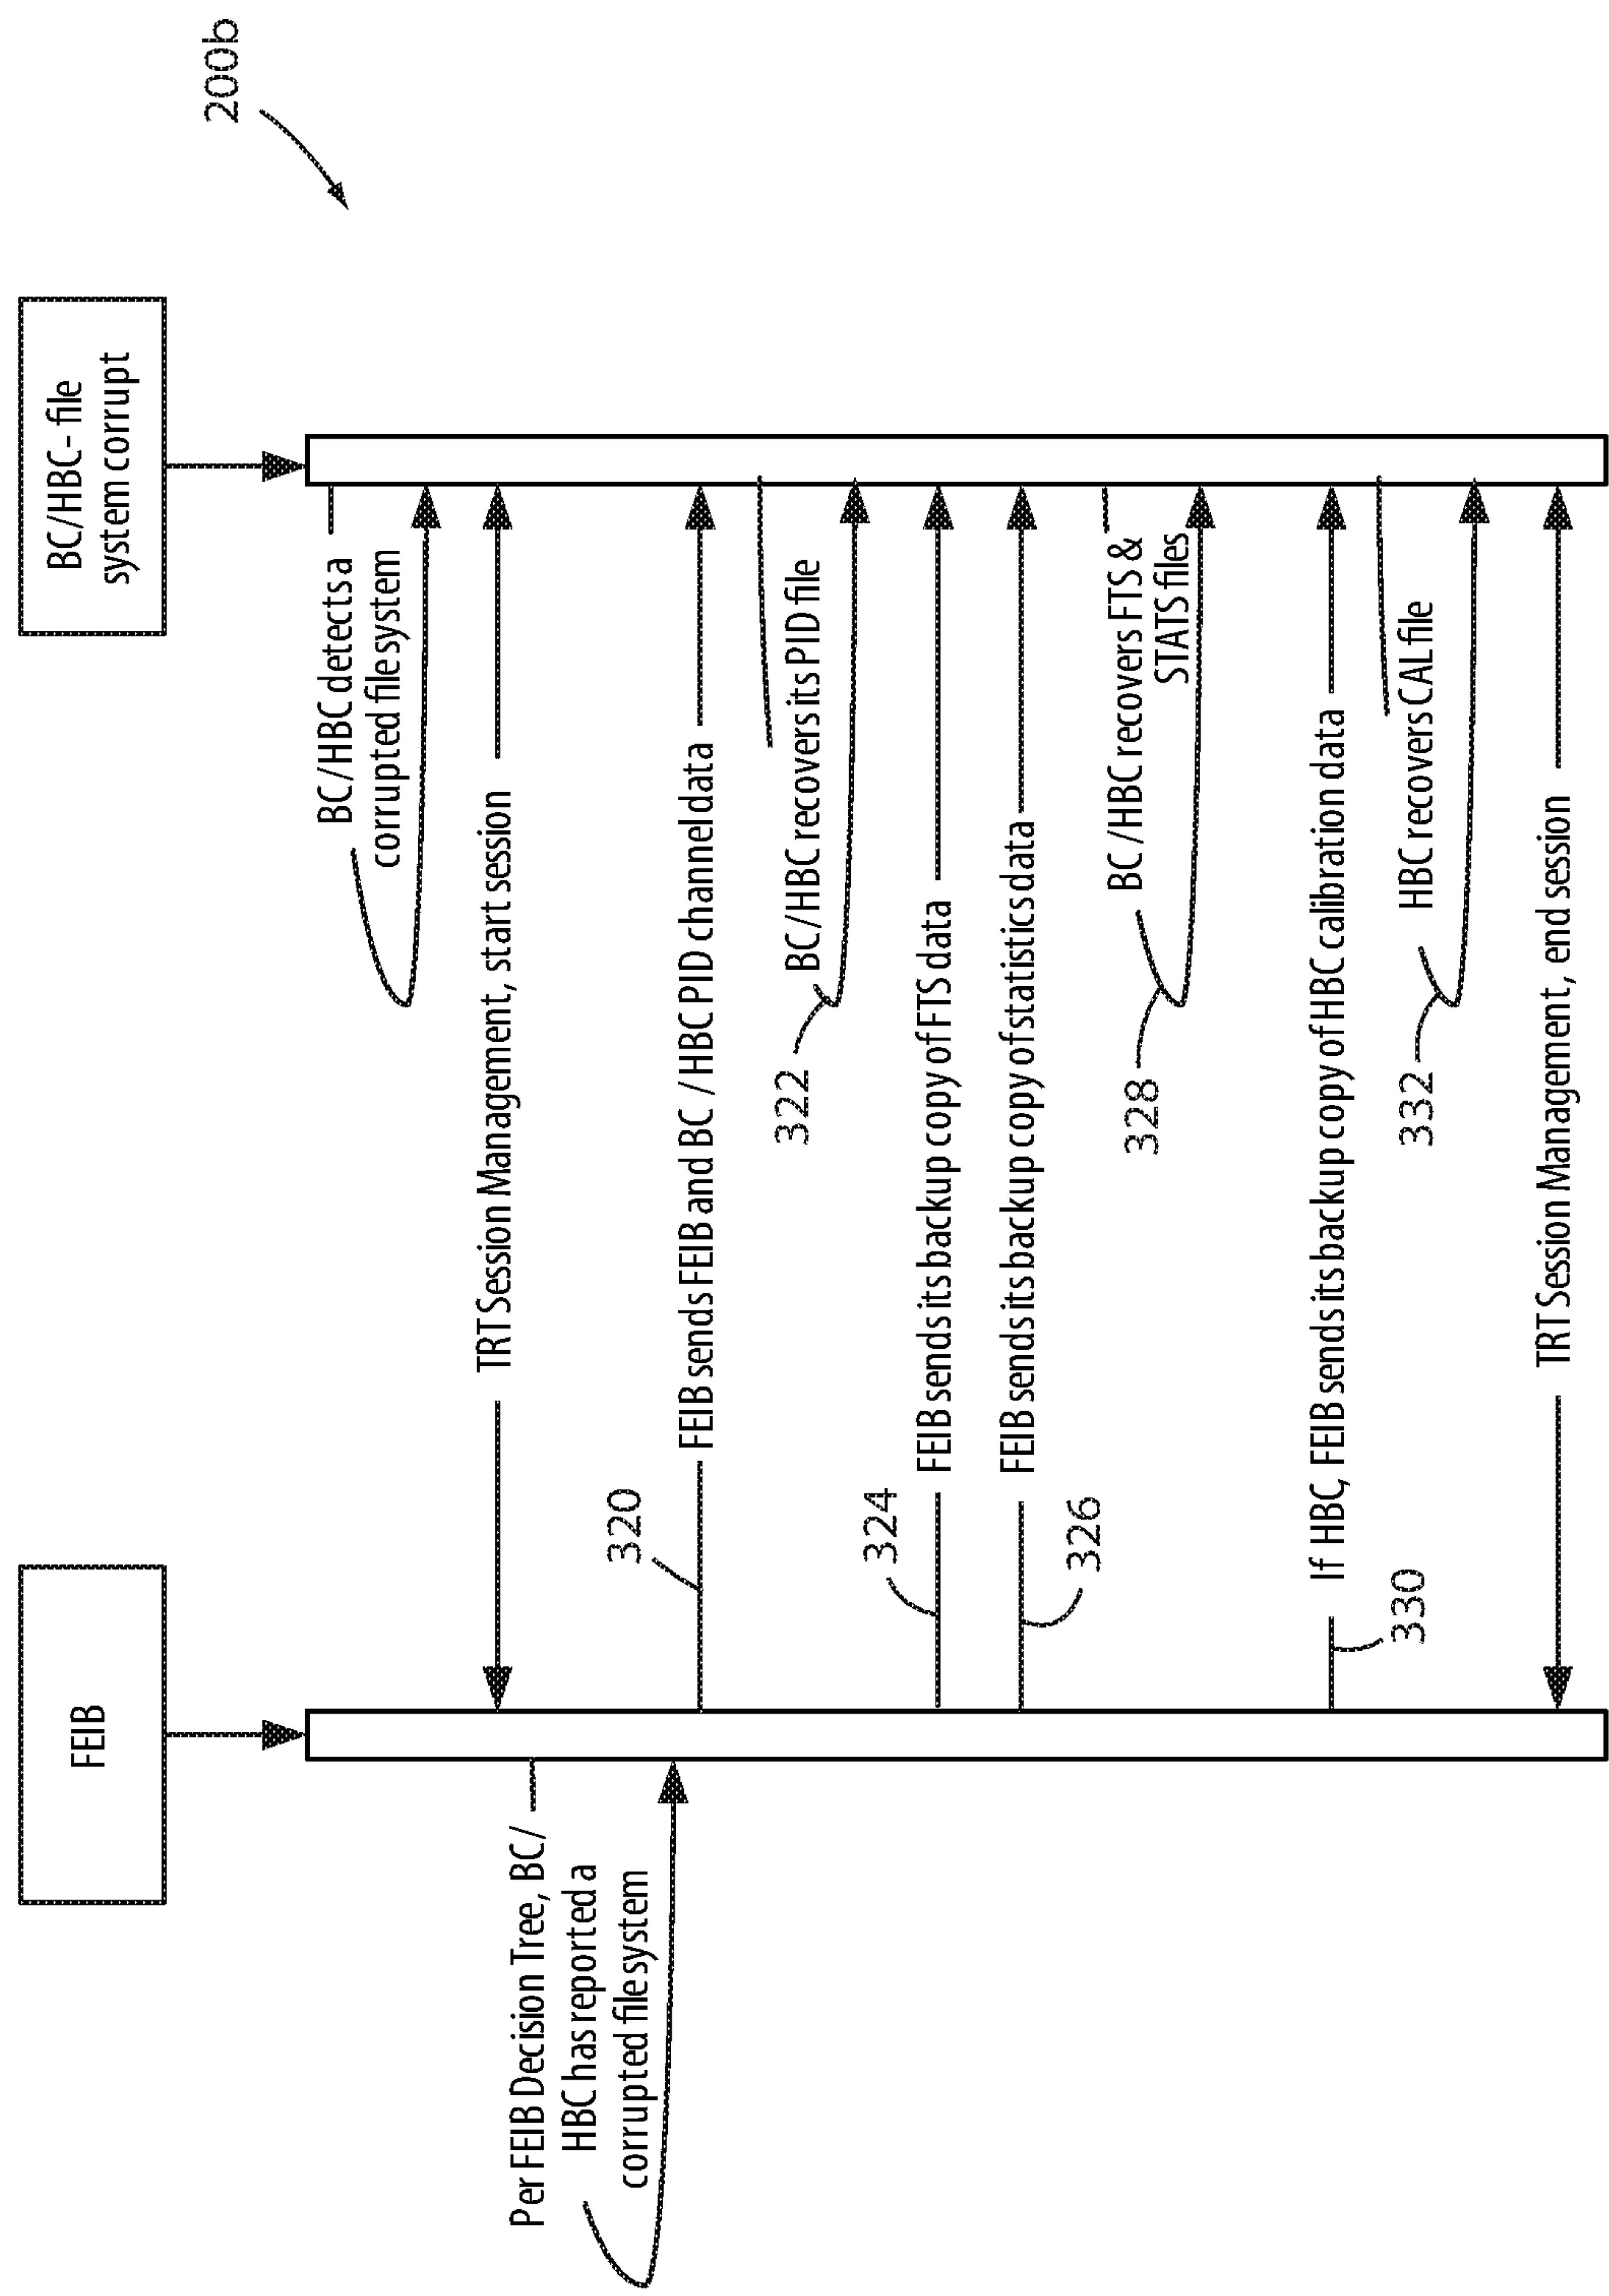 200b
FEIB
BC/HBC- file
system corrupt
BC/HBC detects a
corrupted file system
TRT Session Management, start session
Per FEIB Decision Tree, BC/
HBC has reported a
corrupted file system
320
FEIB sends FEIB and BC / HBC PID channel data
BC/HBC recovers its PID file
322
324
FEIB sends its backup copy of FTS data
FEIB sends its backup copy of statistics data
326
BC /HBC recovers FTS &
STATS files
328
If HBC, FEIB sends its backup copy of HBC calibration data
330
HBC recovers CAL file
332
TRT Session Management, end session